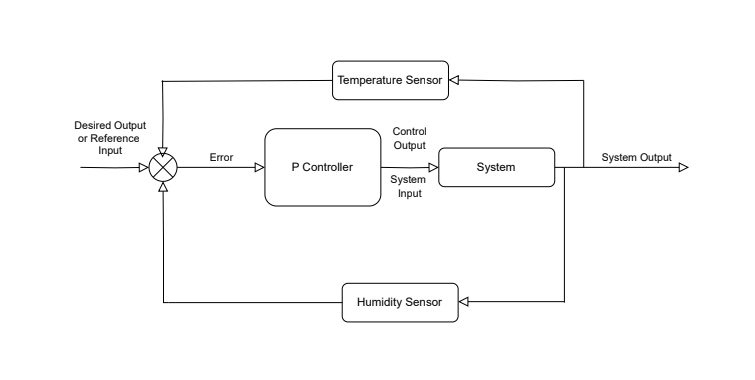 Temperature Sensor
Desired Output
or Reference
Input
Error
P Controller
Control
Output
System
Input
System
System Output
Humidity Sensor